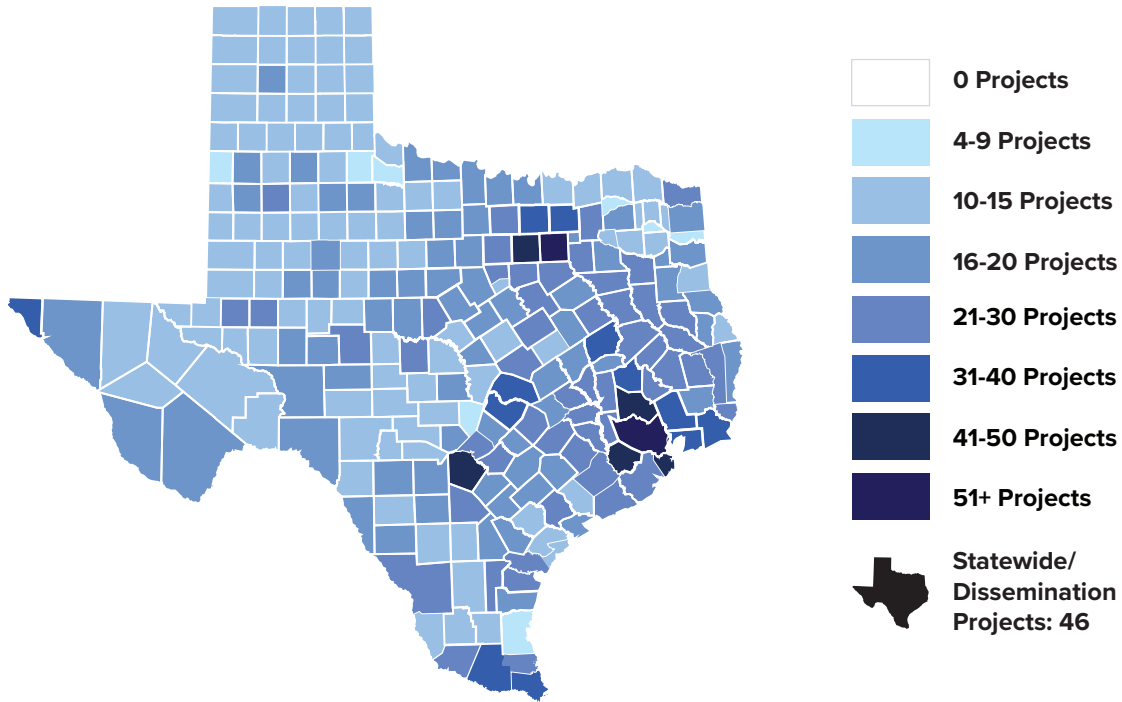 0 Projects
4-9 Projects
10-15 Projects
16-20 Projects
21-30 Projects
31-40 Projects
41-50 Projects
51+ Projects
Statewide/
Dissemination
Projects: 46